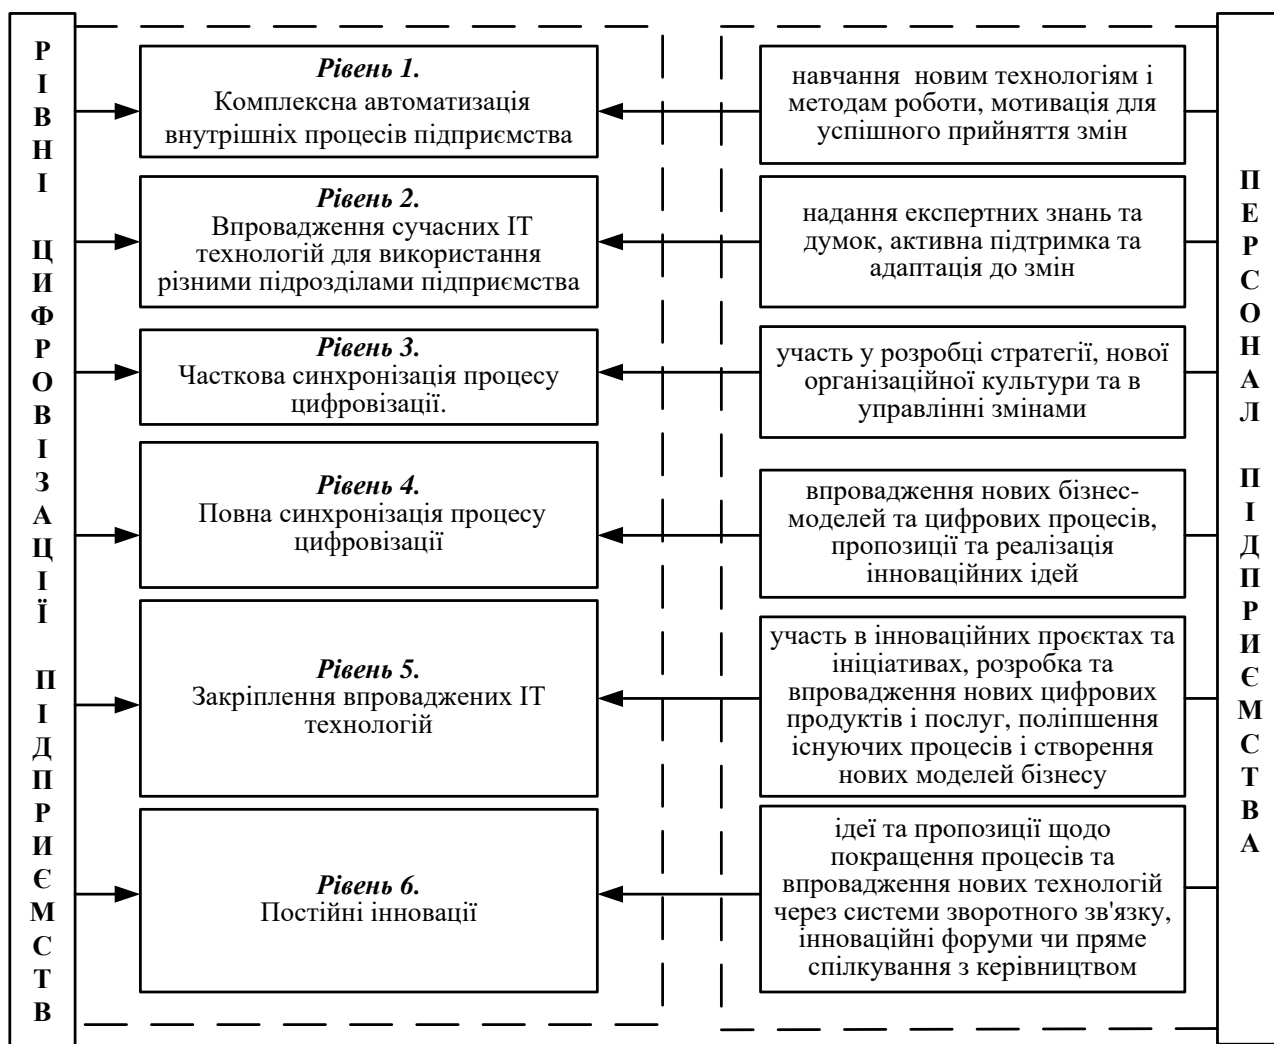 РІВНІ ЦИФРОВІЗАЦІЇ ПІДПРИЄМСТВ
Рівень 1.
Комплексна автоматизація
внутрішніх процесів підприємства
навчання новим технологіям і
методам роботи, мотивація для
успішного прийняття змін
Рівень 2.
Впровадження сучасних ІТ
технологій для використання
різними підрозділами підприємства
надання експертних знань та
думок, активна підтримка та
адаптація до змін
Рівень 3.
Часткова синхронізація процесу
цифровізації.
участь у розробці стратегії, нової
організаційної культури та в
управлінні змінами
Рівень 4.
Повна синхронізація процесу
цифровізації
впровадження нових бізнес-
моделей та цифрових процесів,
пропозиції та реалізація
інноваційних ідей
Рівень 5.
Закріплення впроваджених ІТ
технологій
участь в інноваційних проєктах та
ініціативах, розробка та
впровадження нових цифрових
продуктів і послуг, поліпшення
існуючих процесів і створення
нових моделей бізнесу
Рівень 6.
Постійні інновації
ідеї та пропозиції щодо
покращення процесів та
впровадження нових технологій
через системи зворотного зв'язку,
інноваційні форуми чи пряме
спілкування з керівництвом
ПЕРСОНАЛ ПІДПРИЄМСТВА